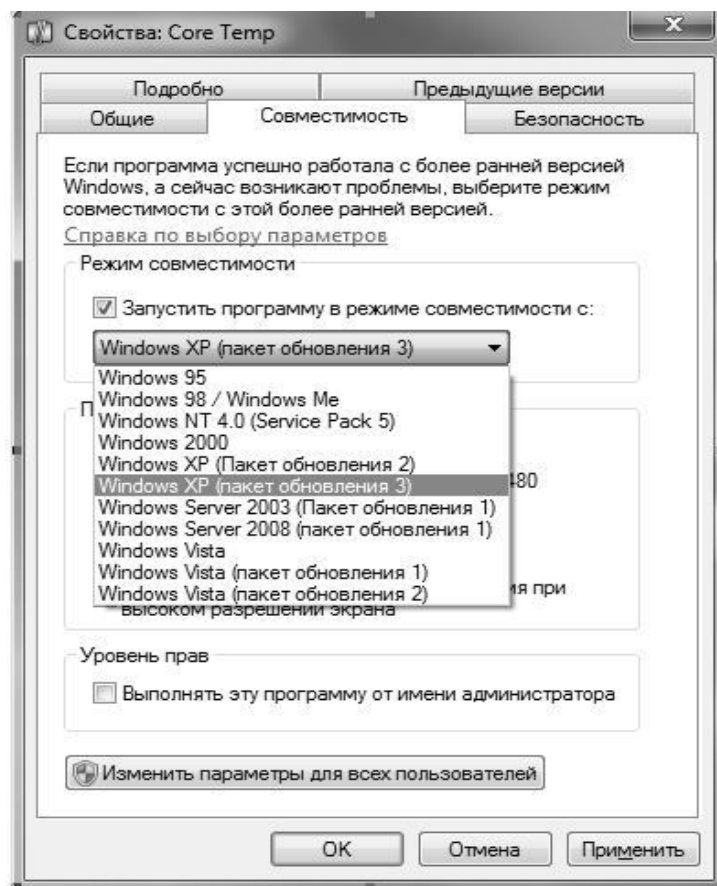 Свойства: Core Temp
Подробно Предыдущие версии
Общие Совместимость Безопасность
Если программа успешно работала с более ранней версией
Windows, а сейчас возникают проблемы, выберите режим
совместимости с этой более ранней версией.
Справка по выбору параметров
Режим совместимости
Запустить программу в режиме совместимости с:
Windows XP (пакет обновления 3)
Windows 95
Windows 98 / Windows Me
Windows NT 4.0 (Service Pack 5)
Windows 2000
Windows XP (Пакет обновления 2)
Windows XP (пакет обновления 3)
Windows Server 2003 (Пакет обновления 1)
Windows Server 2008 (пакет обновления 1)
Windows Vista
Windows Vista (пакет обновления 1)
Windows Vista (пакет обновления 2)
высоком разрешении экрана
Уровень прав
Выполнять эту программу от имени администратора
Изменить параметры для всех пользователей
ОК Отмена Применить